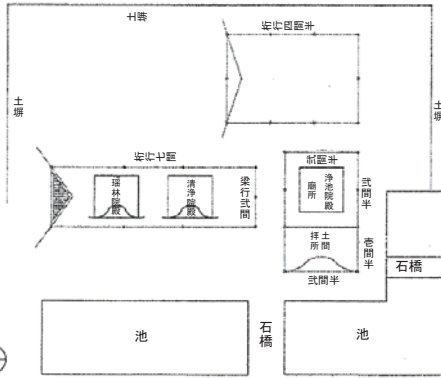 土塀
桁行四間半
土塀
土塀
桁行七間
瑞林院殿
清浄院殿
梁行弐間
浄池院殿
廟所
弐間半
土間
拝所
壱間半
弐間半
石橋
池
石橋
池